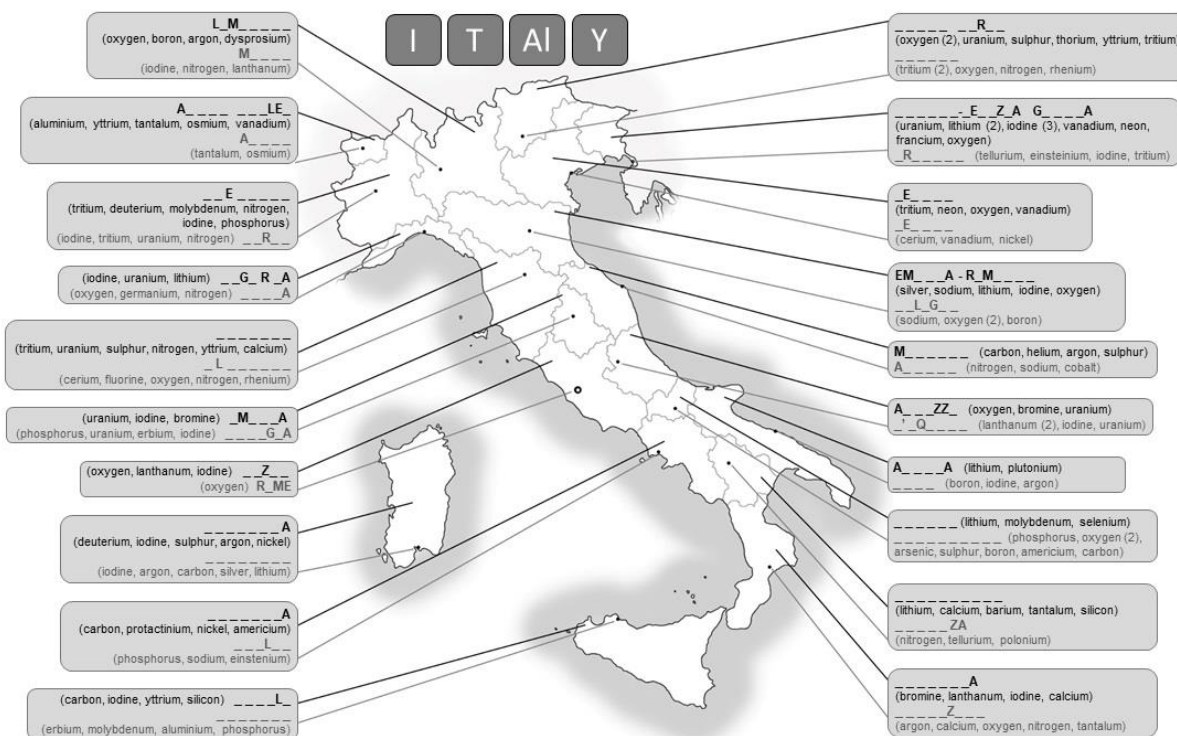 I T Al Y
L_M_ _ _ _ _
(oxygen, boron, argon, dysprosium)
M_ _ _ _
(iodine, nitrogen, lanthanum)
A_ _ _ _  _ _ _LE_
(aluminium, yttrium, tantalum, osmium, vanadium)
A_ _ _ _
(tantalum, osmium)
_ _ E _ _ _ _ _
(tritium, deuterium, molybdenum, nitrogen,
iodine, phosphorus)
(iodine, tritium, uranium, nitrogen) _ _R_ _
(iodine, uranium, lithium) _ _G_ R _A
(oxygen, germanium, nitrogen) _ _ _ _A
_ _ _ _ _ _ _
(tritium, uranium, sulphur, nitrogen, yttrium, calcium)
_ L _ _ _ _ _ _
(cerium, fluorine, oxygen, nitrogen, rhenium)
(uranium, iodine, bromine) _M_ _ _A
(phosphorus, uranium, erbium, iodine) _ _ _ _G_A
(oxygen, lanthanum, iodine) _ _Z_ _
(oxygen) R_ME
_ _ _ _ _ _ _ A
(deuterium, iodine, sulphur, argon, nickel)
_ _ _ _ _ _ _ _
(iodine, argon, carbon, silver, lithium)
_ _ _ _ _ _ _A
(carbon, protactinium, nickel, americium)
_ _ _L_ _
(phosphorus, sodium, einstenium)
(carbon, iodine, yttrium, silicon) _ _ _ _L_
_ _ _ _ _ _ _
(erbium, molybdenum, aluminium, phosphorus)
_ _ _ _ _  _ _R_ _
(oxygen (2), uranium, sulphur, thorium, yttrium, tritium)
_ _ _ _ _ _
(tritium (2), oxygen, nitrogen, rhenium)
_ _ _ _ _ _-_E_ _Z_A  G_ _ _ _A
(uranium, lithium (2), iodine (3), vanadium, neon,
francium, oxygen)
_R_ _ _ _ _ (tellurium, einsteinium, iodine, tritium)
_E_ _ _ _
(tritium, neon, oxygen, vanadium)
_E_ _ _ _
(cerium, vanadium, nickel)
EM_ _ _A - R_M_ _ _ _
(silver, sodium, lithium, iodine, oxygen)
_ _L_G_ _
(sodium, oxygen (2), boron)
M_ _ _ _ _ _ (carbon, helium, argon, sulphur)
A_ _ _ _ _ (nitrogen, sodium, cobalt)
A_ _ _ZZ_ (oxygen, bromine, uranium)
_'_Q_ _ _ _ (lanthanum (2), iodine, uranium)
A_ _ _ _A (lithium, plutonium)
_ _ _ _ (boron, iodine, argon)
_ _ _ _ _ _ (lithium, molybdenum, selenium)
_ _ _ _ _ _ _ _ _ _ (phosphorus, oxygen (2),
arsenic, sulphur, boron, americium, carbon)
_ _ _ _ _ _ _ _ _ _
(lithium, calcium, barium, tantalum, silicon)
_ _ _ _ _ZA
(nitrogen, tellurium, polonium)
_ _ _ _ _ _ _A
(bromine, lanthanum, iodine, calcium)
_ _ _ _ _Z_ _ _
(argon, calcium, oxygen, nitrogen, tantalum)